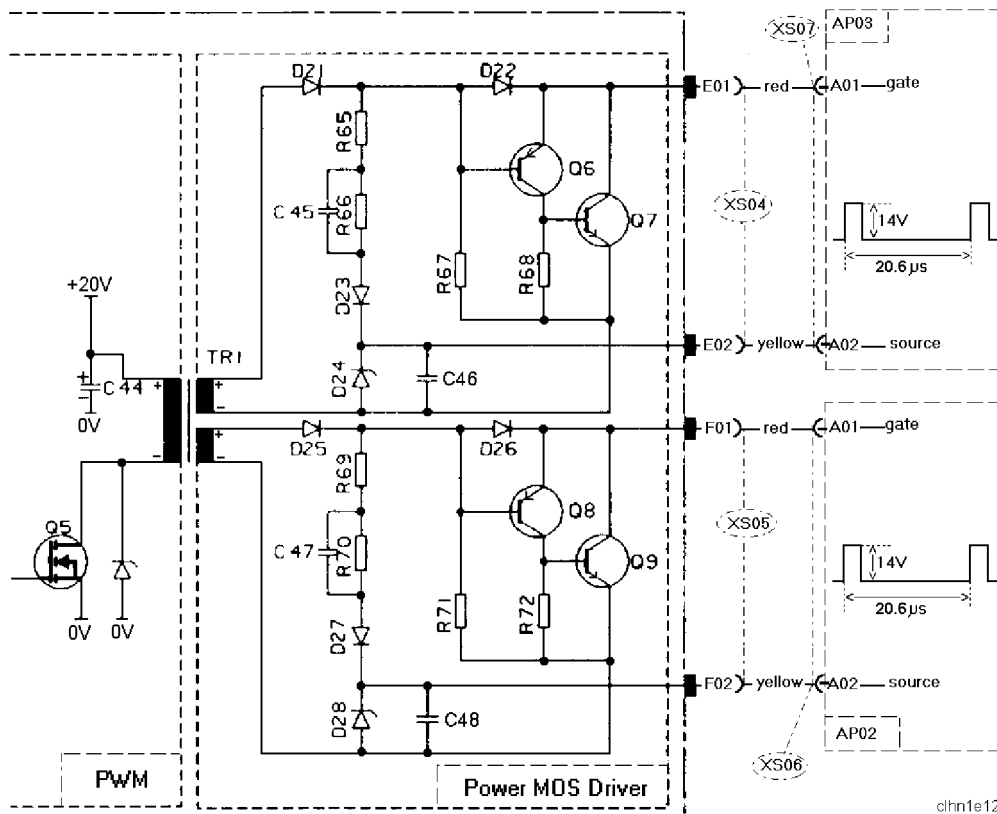 XS07
AP03
D21
D22
E01
red
A01
gate
R65
Q6
C45
R66
Q7
XS04
14V
20.6µs
R67
R68
+20V
D23
TR1
E02
yellow
A02
source
+
C44
D24
C46
+
+
-
-
0V
-
+
F01
red
A01
gate
D25
D26
-
R69
Q8
Q5
C47
R70
Q9
XS05
14V
20.6µs
R71
R72
0V
0V
D27
F02
yellow
A02
source
D28
C48
AP02
XS06
PWM
Power MOS Driver
clhn1e12